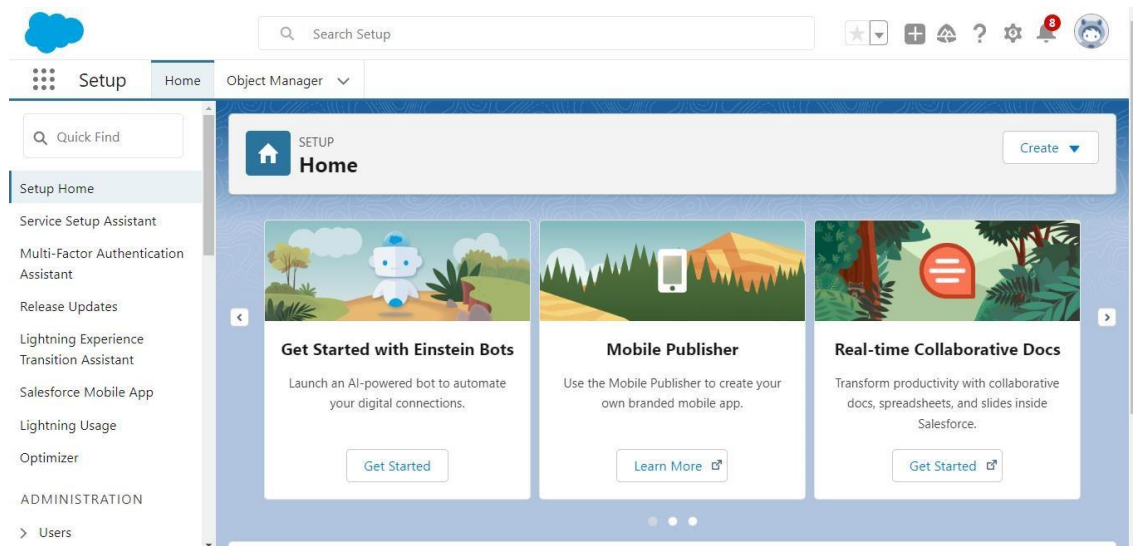 Search Setup
8
Setup
Home
Object Manager
Quick Find
Setup Home
Service Setup Assistant
Multi-Factor Authentication
Assistant
Release Updates
Lightning Experience
Transition Assistant
Salesforce Mobile App
Lightning Usage
Optimizer
ADMINISTRATION
Users
SETUP
Home
Create
Get Started with Einstein Bots
Launch an AI-powered bot to automate
your digital connections.
Get Started
Mobile Publisher
Use the Mobile Publisher to create your
own branded mobile app.
Learn More
Real-time Collaborative Docs
Transform productivity with collaborative
docs, spreadsheets, and slides inside
Salesforce.
Get Started